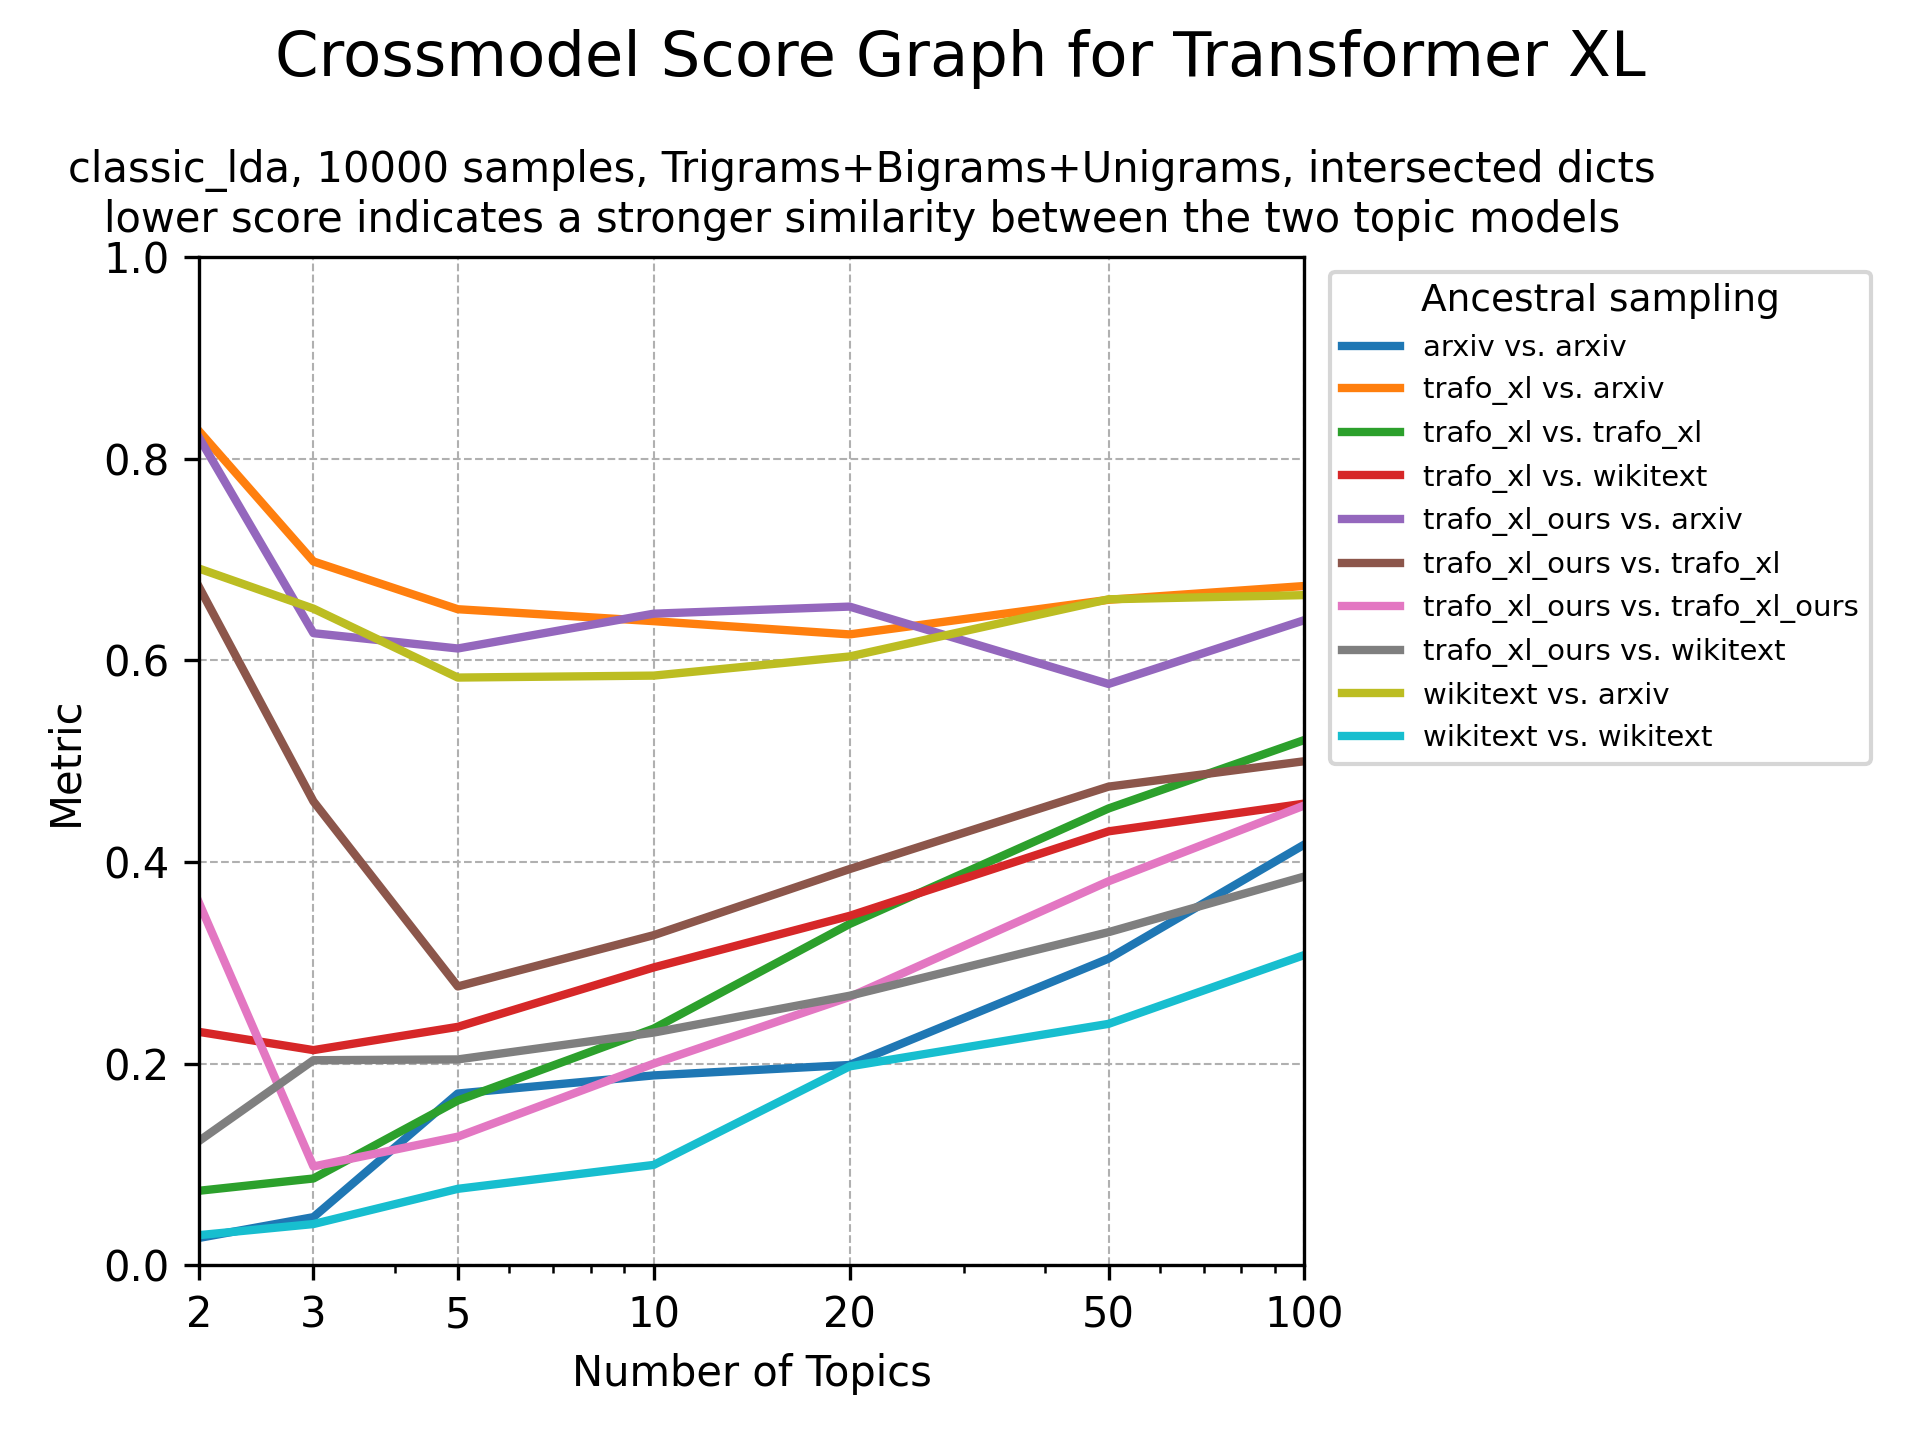 Crossmodel Score Graph for Transformer XL
classic_lda, 10000 samples, Trigrams+Bigrams+Unigrams, intersected dicts
lower score indicates a stronger similarity between the two topic models
1.0
0.8
0.6
0.4
0.2
0.0
Metric
2 3 5 10 20 50 100
Number of Topics
Ancestral sampling
arxiv vs. arxiv
trafo_xl vs. arxiv
trafo_xl vs. trafo_xl
trafo_xl vs. wikitext
trafo_xl_ours vs. arxiv
trafo_xl_ours vs. trafo_xl
trafo_xl_ours vs. trafo_xl_ours
trafo_xl_ours vs. wikitext
wikitext vs. arxiv
wikitext vs. wikitext